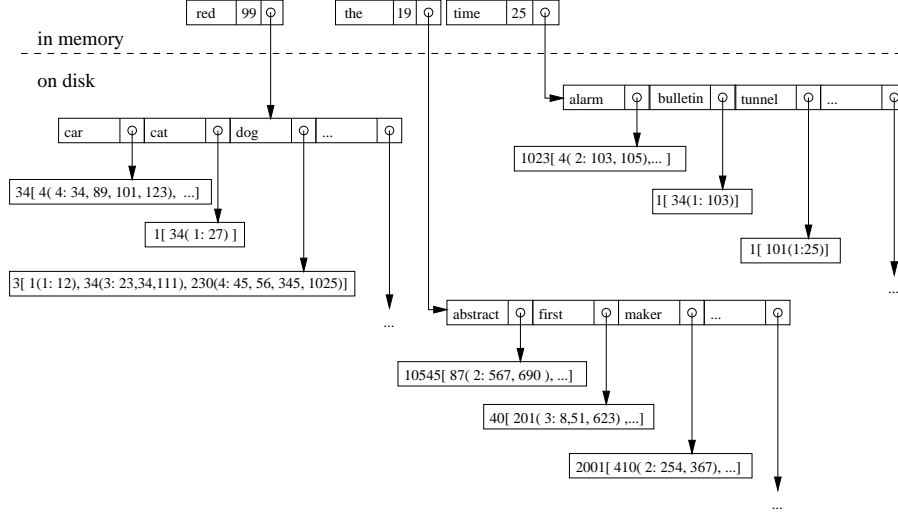 red 99 the 19 time 25
in memory
on disk
alarm bulletin tunnel ...
car cat dog ...
1023[ 4( 2: 103, 105),... ]
34[ 4( 4: 34, 89, 101, 123), ...]
1[ 34(1: 103)]
1[ 34( 1: 27) ]
1[ 101(1:25)]
3[ 1(1: 12), 34(3: 23,34,111), 230(4: 45, 56, 345, 1025)]
...
abstract first maker ...
...
10545[ 87( 2: 567, 690 ), ...]
40[ 201( 3: 8,51, 623) ,...]
2001[ 410( 2: 254, 367), ...]
...